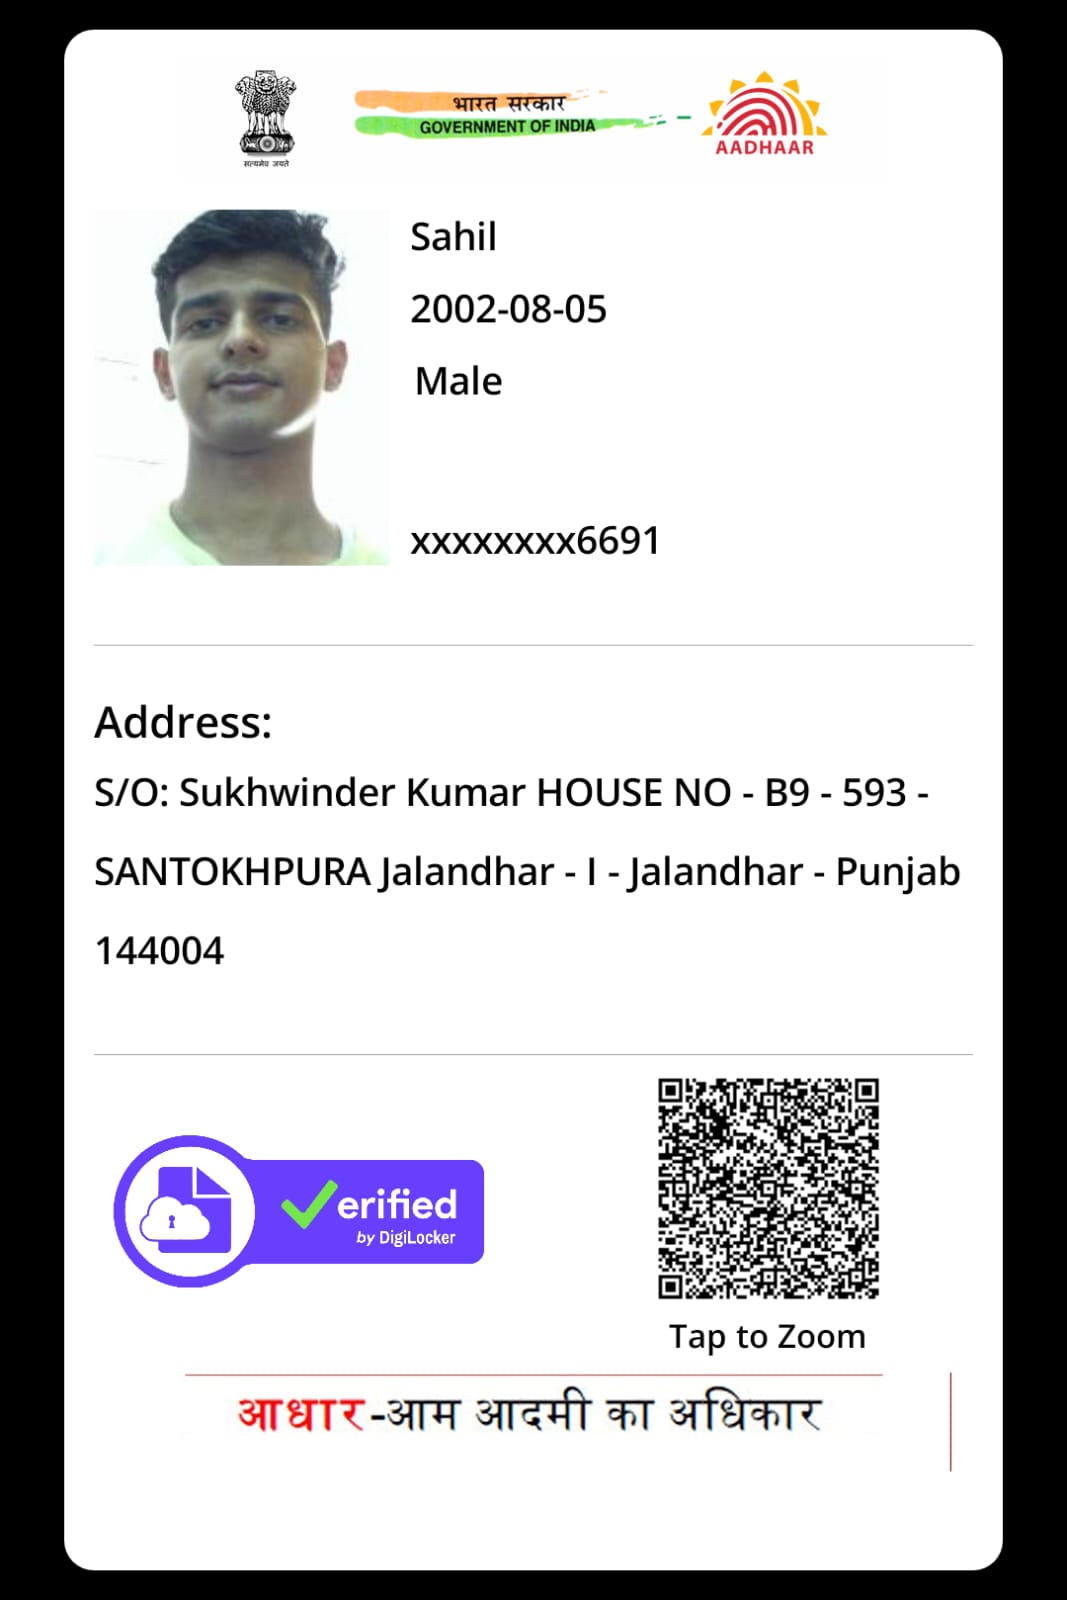 सत्यमेव जयते
भारत सरकार
GOVERNMENT OF INDIA
AADHAAR
Sahil
2002-08-05
Male
xxxxxxxx6691
Address:
S/O: Sukhwinder Kumar HOUSE NO - B9 - 593 -
SANTOKHPURA Jalandhar - I - Jalandhar - Punjab
144004
Verified
by DigiLocker
Tap to Zoom
आधार-आम आदमी का अधिकार